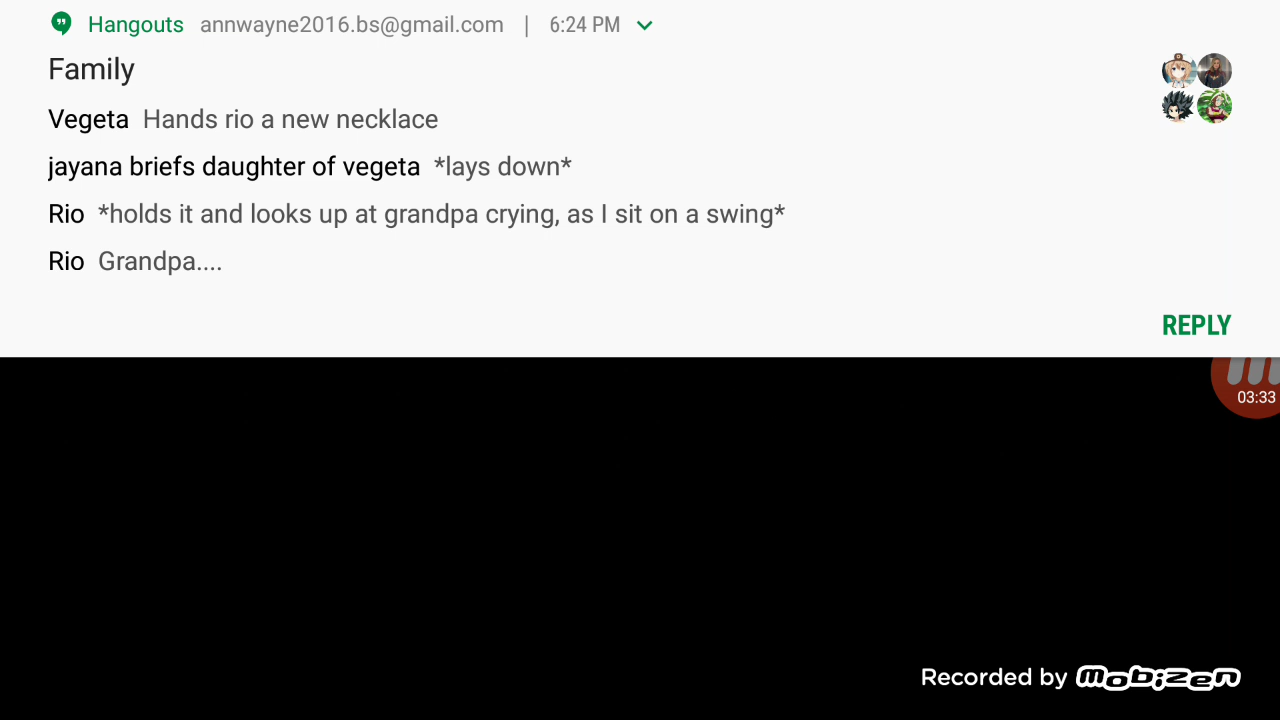 Hangouts annwayne2016.bs@gmail.com | 6:24 PM
Family
Vegeta Hands rio a new necklace
jayana briefs daughter of vegeta *lays down*
Rio *holds it and looks up at grandpa crying, as I sit on a swing*
Rio Grandpa....
REPLY
03:33
Recorded by mobizen